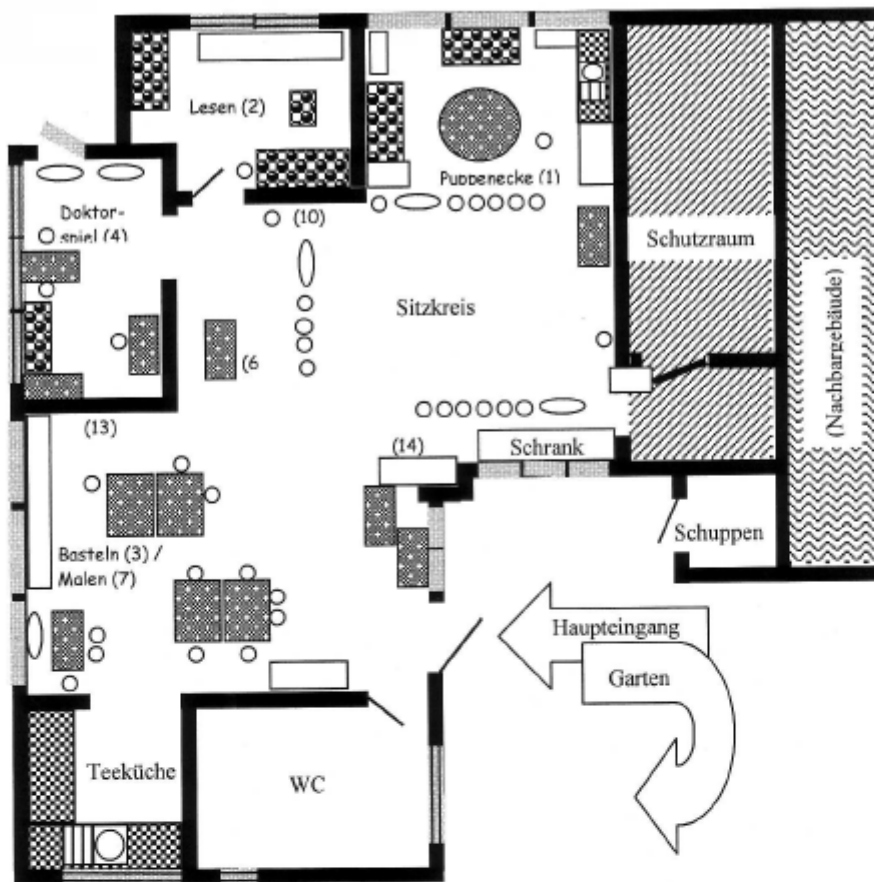 Lesen (2)
Puppenecke (1)
Doktor-
spiel (4)
(10)
Schutzraum
(Nachbargebäude)
Sitzkreis
(6
(13)
(14)
Schrank
Schuppen
Basteln (3) /
Malen (7)
Haupteingang
Garten
Teeküche
WC